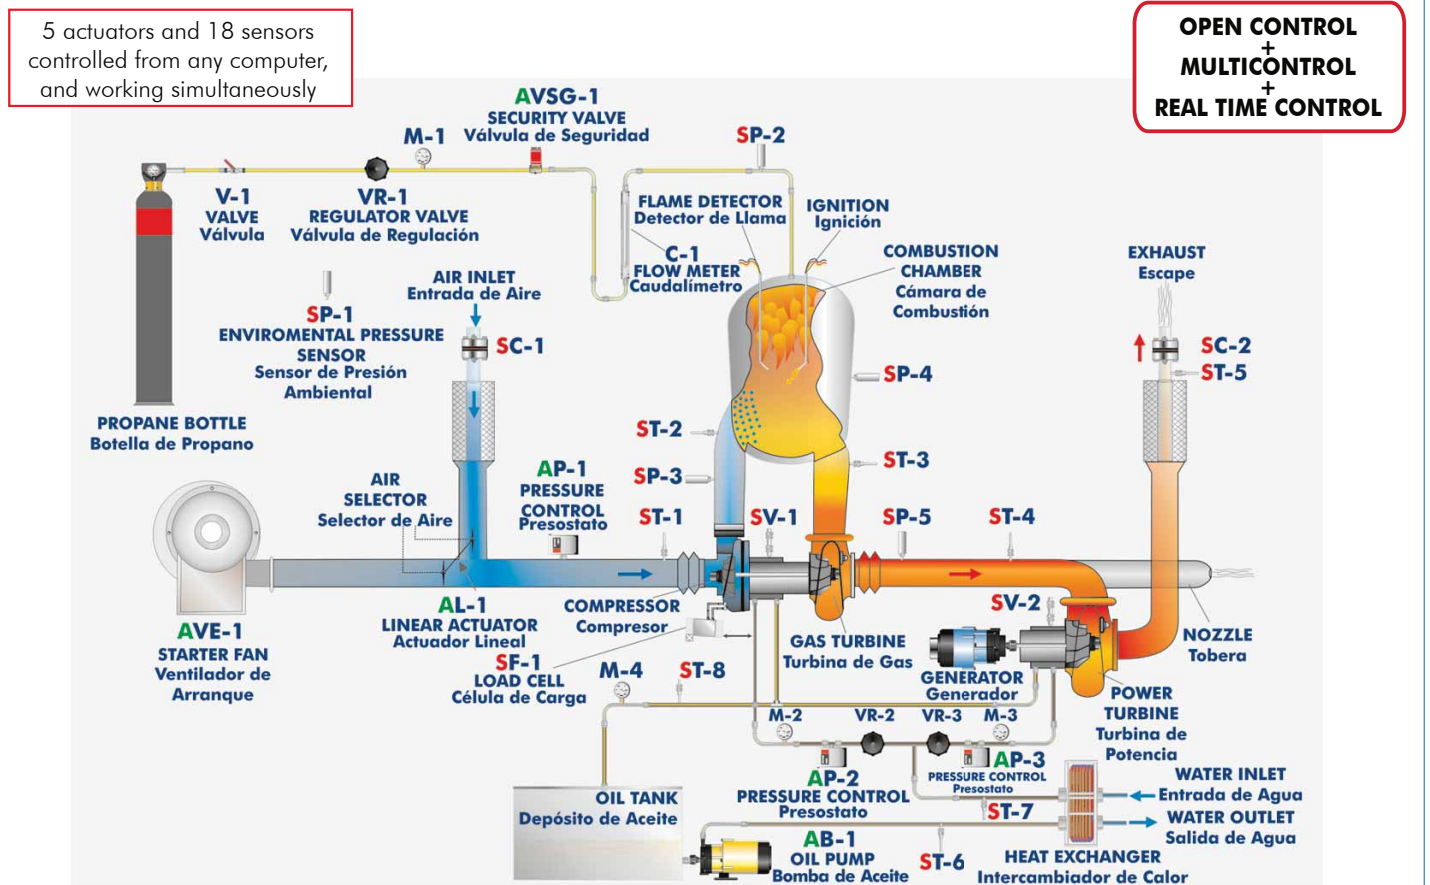 5 actuators and 18 sensors
controlled from any computer,
and working simultaneously
OPEN CONTROL
+
MULTICONTROL
+
REAL TIME CONTROL
AVSG-1
SECURITY VALVE
Válvula de Seguridad
M-1
SP-2
V-1
VALVE
Válvula
VR-1
REGULATOR VALVE
Válvula de Regulación
FLAME DETECTOR
Detector de Llama
IGNITION
Ignición
C-1
FLOW METER
Caudalímetro
COMBUSTION
CHAMBER
Cámara de
Combustión
EXHAUST
Escape
AIR INLET
Entrada de Aire
SP-1
ENVIROMENTAL PRESSURE
SENSOR
Sensor de Presión
Ambiental
SC-1
SC-2
ST-5
SP-4
PROPANE BOTTLE
Botella de Propano
ST-2
ST-3
SP-3
AP-1
PRESSURE
CONTROL
Presostato
AIR
SELECTOR
Selector de Aire
ST-1
SV-1
SP-5
ST-4
AL-1
LINEAR ACTUATOR
Actuador Lineal
COMPRESSOR
Compresor
SV-2
AVE-1
STARTER FAN
Ventilador de
Arranque
GAS TURBINE
Turbina de Gas
NOZZLE
Tobera
SF-1
LOAD CELL
Célula de Carga
M-4
ST-8
GENERATOR
Generador
POWER
TURBINE
Turbina de
Potencia
M-2
VR-2
VR-3
M-3
AP-2
PRESSURE CONTROL
Presostato
AP-3
PRESSURE CONTROL
Presostato
WATER INLET
Entrada de Agua
WATER OUTLET
Salida de Agua
OIL TANK
Depósito de Aceite
ST-7
AB-1
OIL PUMP
Bomba de Aceite
ST-6
HEAT EXCHANGER
Intercambiador de Calor